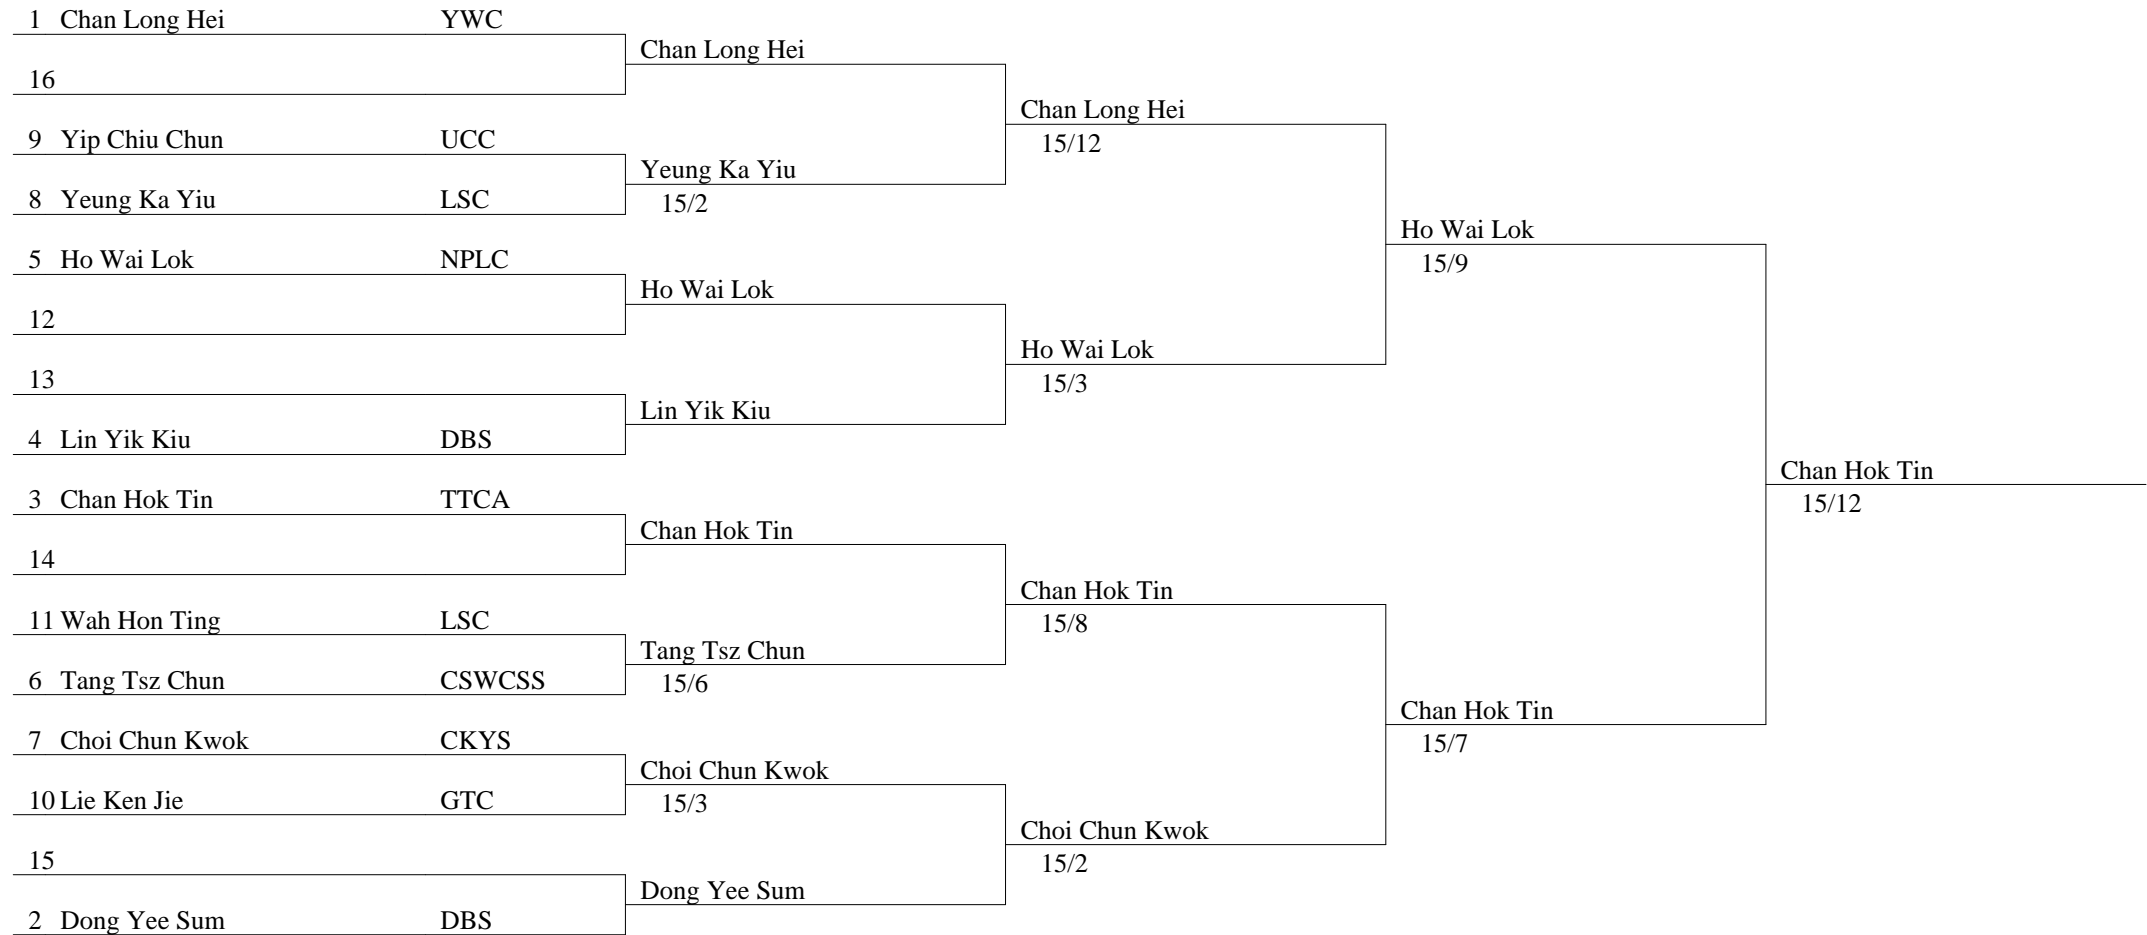 1 Chan Long Hei YWC
Chan Long Hei
16
Chan Long Hei
15/12
9 Yip Chiu Chun UCC
Yeung Ka Yiu
15/2
8 Yeung Ka Yiu LSC
Ho Wai Lok
15/9
5 Ho Wai Lok NPLC
Ho Wai Lok
12
Ho Wai Lok
15/3
13
Lin Yik Kiu
4 Lin Yik Kiu DBS
Chan Hok Tin
15/12
3 Chan Hok Tin TTCA
Chan Hok Tin
14
Chan Hok Tin
15/8
11 Wah Hon Ting LSC
Tang Tsz Chun
15/6
6 Tang Tsz Chun CSWCSS
Chan Hok Tin
15/7
7 Choi Chun Kwok CKYS
Choi Chun Kwok
15/3
10 Lie Ken Jie GTC
Choi Chun Kwok
15/2
15
Dong Yee Sum
2 Dong Yee Sum DBS